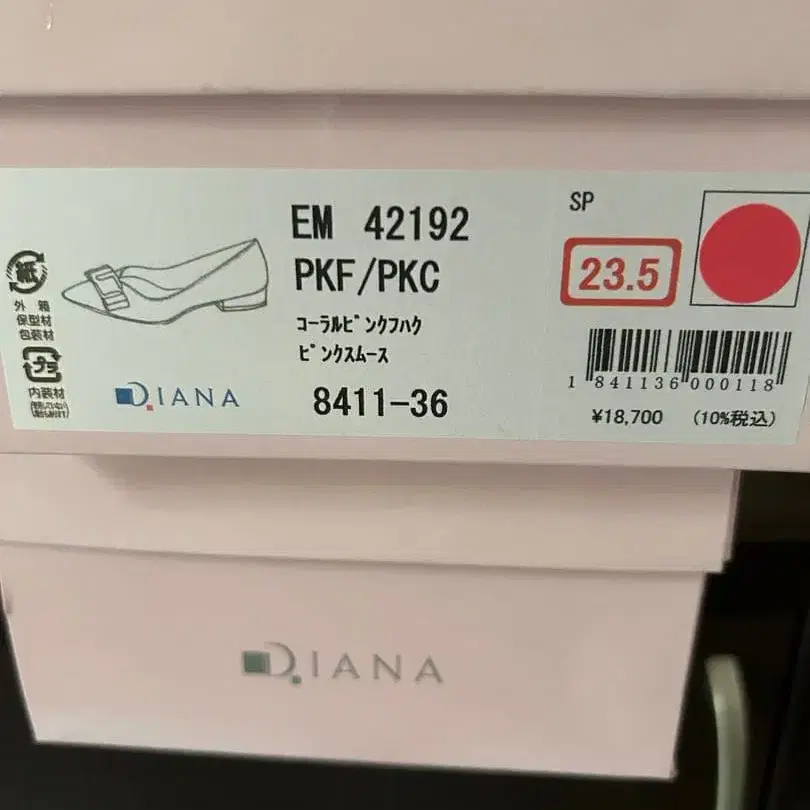 紙
外 箱
保型材
包装材
プラ
内装材
EM 42192
PKF/PKC
コーラルピンクフハク
ピンクスムース
DIANA
8411-36
SP
23.5
1 841136 000118
¥18,700 (10%税込)
DIANA